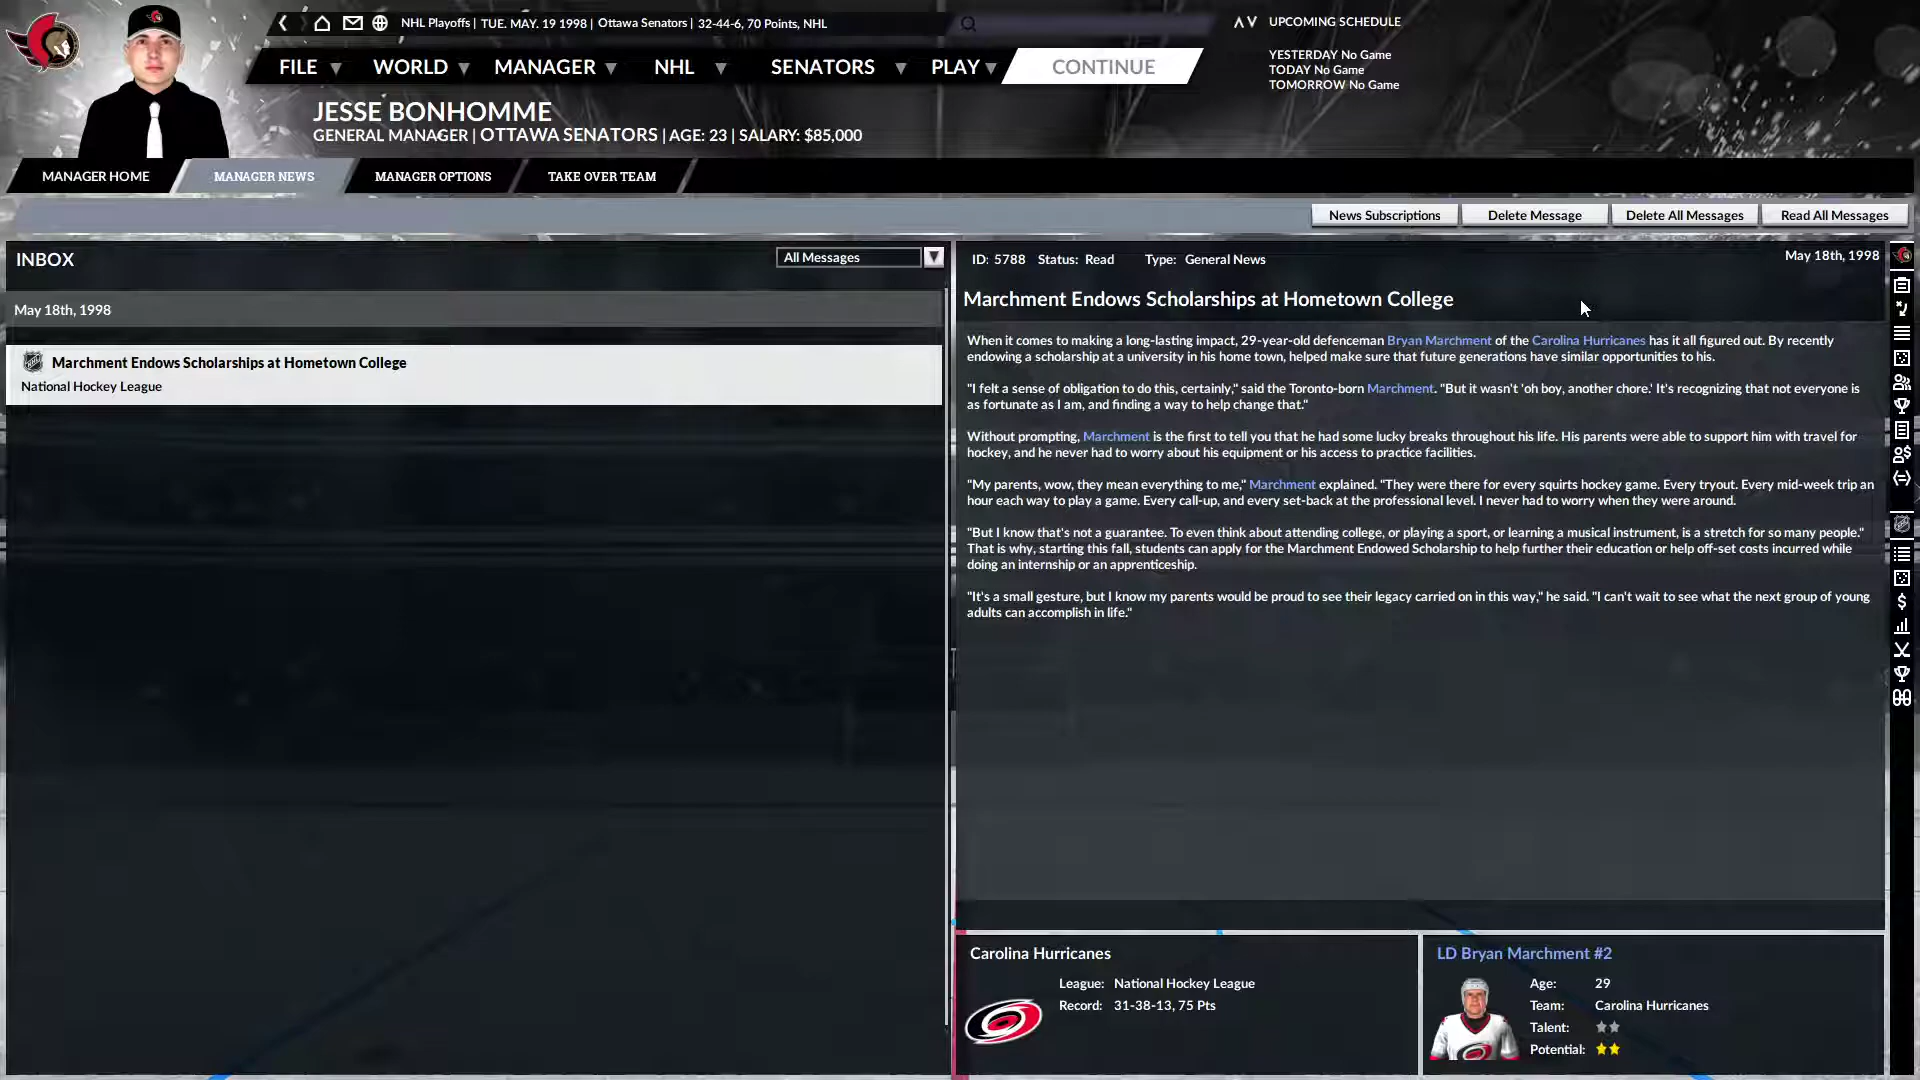 NHL Playoffs | TUE. MAY. 19 1998 | Ottawa Senators | 32-44-6, 70 Points, NHL
UPCOMING SCHEDULE
YESTERDAY No Game
TODAY No Game
TOMORROW No Game
FILE WORLD MANAGER NHL SENATORS PLAY CONTINUE
JESSE BONHOMME
GENERAL MANAGER | OTTAWA SENATORS | AGE: 23 | SALARY: $85,000
MANAGER HOME MANAGER NEWS MANAGER OPTIONS TAKE OVER TEAM
News Subscriptions Delete Message Delete All Messages Read All Messages
INBOX All Messages
May 18th, 1998
Marchment Endows Scholarships at Hometown College
National Hockey League
ID: 5788 Status: Read Type: General News May 18th, 1998
Marchment Endows Scholarships at Hometown College
When it comes to making a long-lasting impact, 29-year-old defenceman Bryan Marchment of the Carolina Hurricanes has it all figured out. By recently
endowing a scholarship at a university in his home town, helped make sure that future generations have similar opportunities to his.
"I felt a sense of obligation to do this, certainly," said the Toronto-born Marchment. "But it wasn't 'oh boy, another chore.' It's recognizing that not everyone is
as fortunate as I am, and finding a way to help change that."
Without prompting, Marchment is the first to tell you that he had some lucky breaks throughout his life. His parents were able to support him with travel for
hockey, and he never had to worry about his equipment or his access to practice facilities.
"My parents, wow, they mean everything to me," Marchment explained. "They were there for every squirts hockey game. Every tryout. Every mid-week trip an
hour each way to play a game. Every call-up, and every set-back at the professional level. I never had to worry when they were around.
"But I know that's not a guarantee. To even think about attending college, or playing a sport, or learning a musical instrument, is a stretch for so many people."
That is why, starting this fall, students can apply for the Marchment Endowed Scholarship to help further their education or help off-set costs incurred while
doing an internship or an apprenticeship.
"It's a small gesture, but I know my parents would be proud to see their legacy carried on in this way," he said. "I can't wait to see what the next group of young
adults can accomplish in life."
Carolina Hurricanes
League: National Hockey League
Record: 31-38-13, 75 Pts
LD Bryan Marchment #2
Age: 29
Team: Carolina Hurricanes
Talent:
Potential: